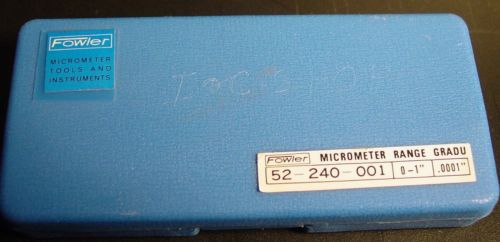 Fowler
MICROMETER
TOOLS AND
INSTRUMENTS
Fowler MICROMETER RANGE GRADU
52-240-001 0-1" .0001"